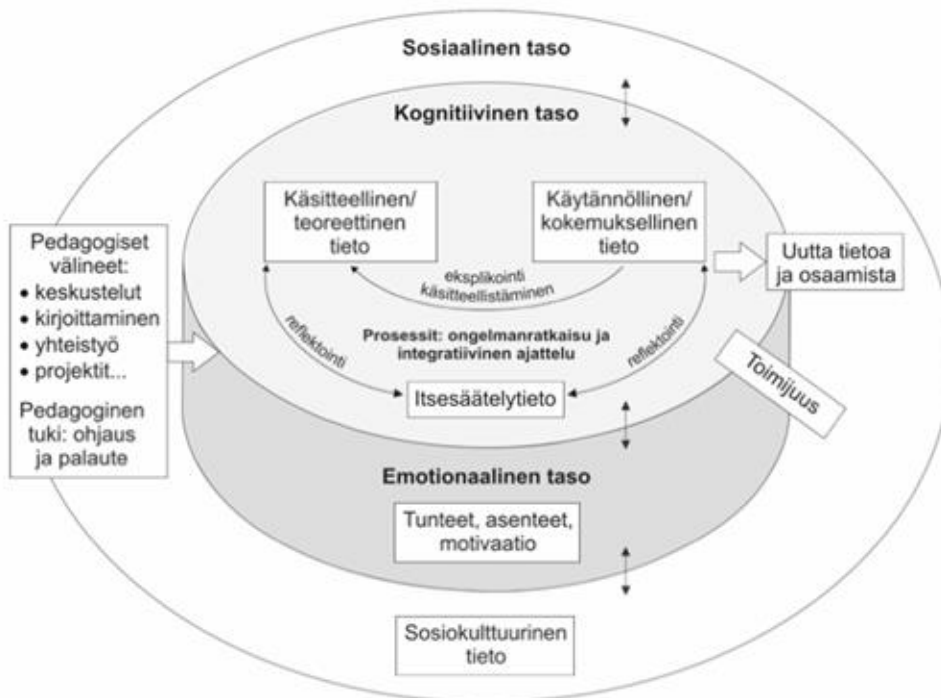 Sosiaalinen taso
Kognitiivinen taso
Käsitteellinen/
teoreettinen
tieto
Käytännöllinen/
kokemuksellinen
tieto
Pedagogiset
välineet:
• keskustelut
• kirjoittaminen
• yhteistyö
• projektit...
Pedagoginen
tuki: ohjaus
ja palaute
Uutta tietoa
ja osaamista
eksplikointi
käsitteellistäminen
reflektointi
Prosessit: ongelmanratkaisu ja
integratiivinen ajattelu
reflektointi
Itsesäätelytieto
Toimijuus
Emotionaalinen taso
Tunteet, asenteet,
motivaatio
Sosiokulttuurinen
tieto